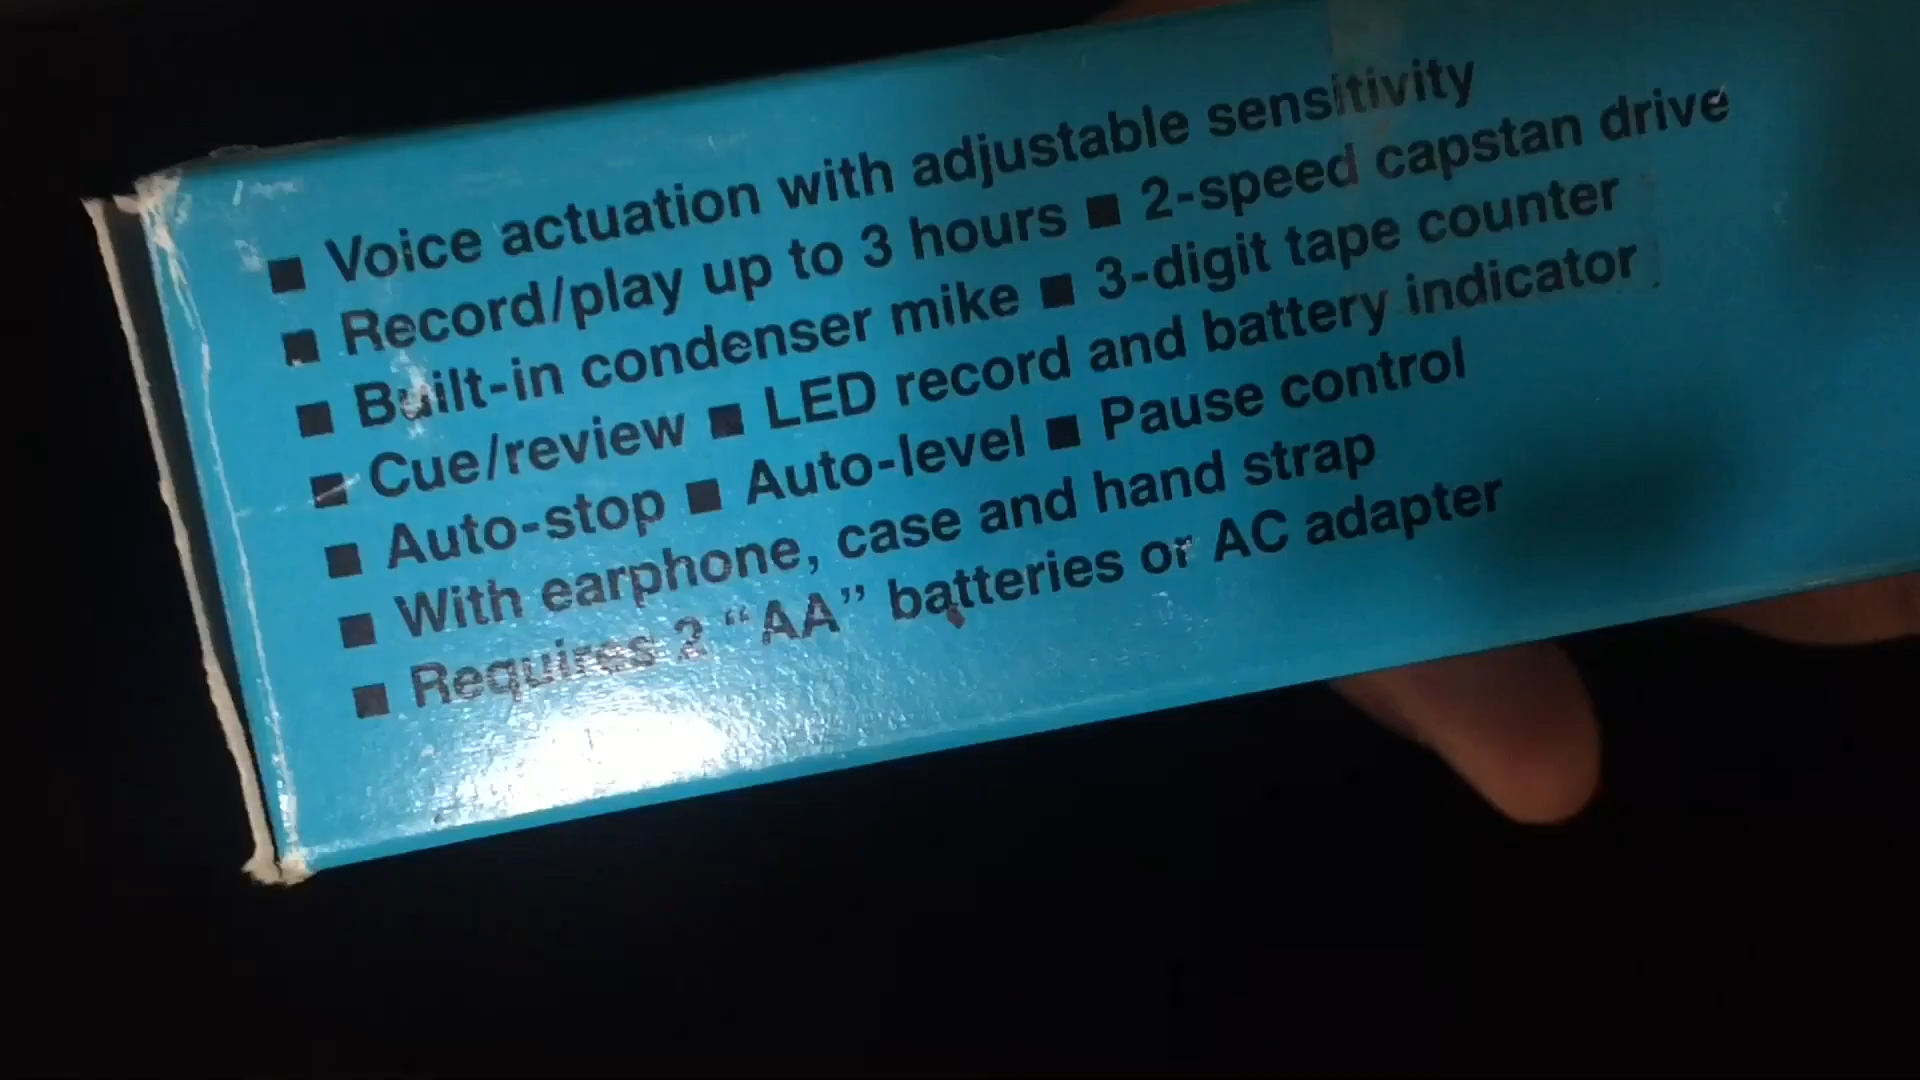 ■ Voice actuation with adjustable sensitivity
■ Record/play up to 3 hours ■ 2-speed capstan drive
■ Built-in condenser mike ■ 3-digit tape counter
■ Cue/review ■ LED record and battery indicator
■ Auto-stop ■ Auto-level ■ Pause control
■ With earphone, case and hand strap
■ Requires 2 “AA” batteries or AC adapter